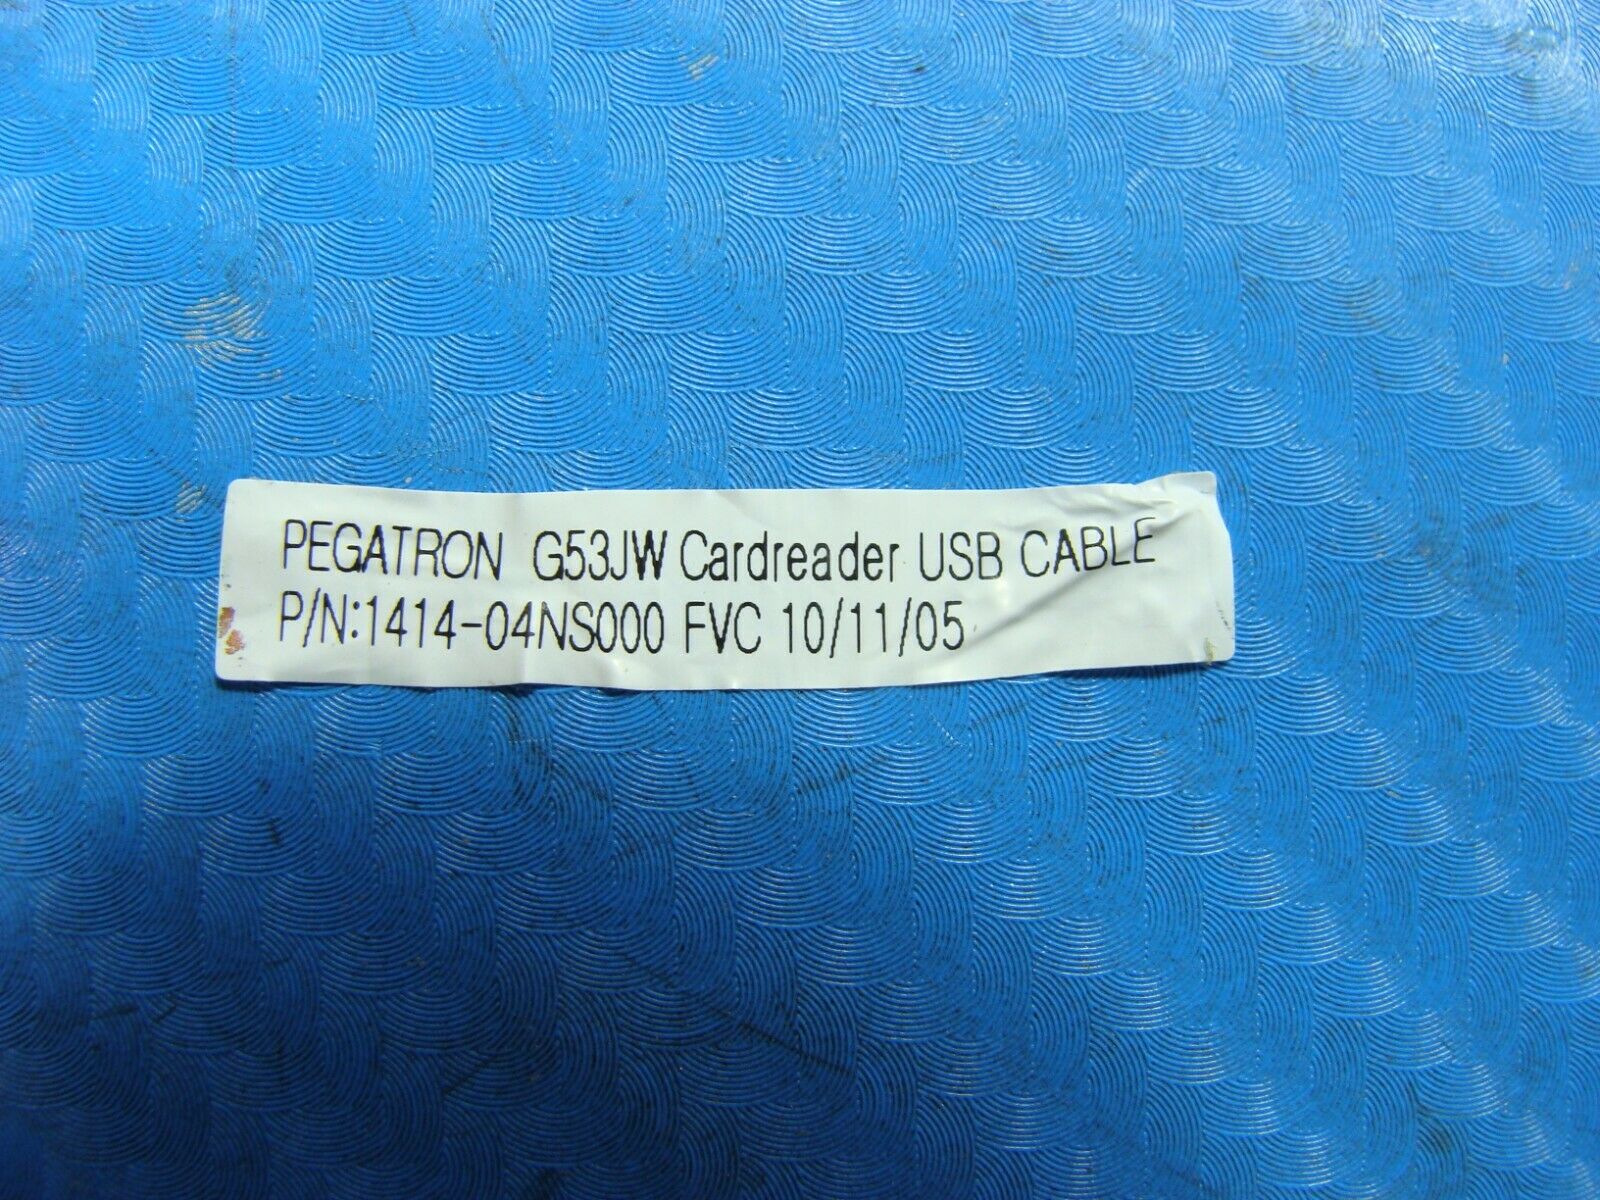 PEGATRON G53JW Cardreader USB CABLE
P/N:1414-04NS000 FVC 10/11/05